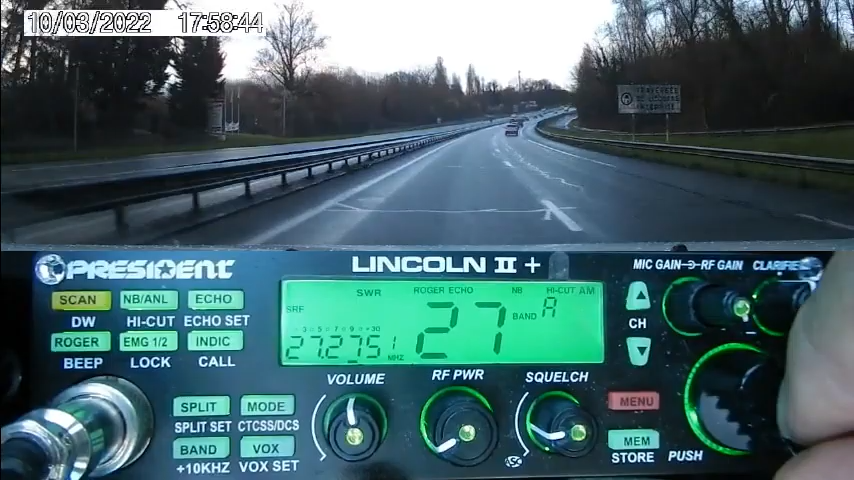 10/03/2022 17:58:44
TRAVERSEE
PRESIDENT
LINCOLN II +
MIC GAIN RF GAIN CLARIFIER
SCAN NB/ANL ECHO
DW HI-CUT ECHO SET
ROGER EMG 1/2 INDIC
BEEP LOCK CALL
SWR ROGER ECHO NB HI-CUT AM
SRF
27 BAND A
27.2751 MHZ
CH
VOLUME RF PWR SQUELCH
SPLIT MODE
SPLIT SET CTCSS/DCS
BAND VOX
+10KHZ VOX SET
ASC
MENU
MEM
STORE PUSH